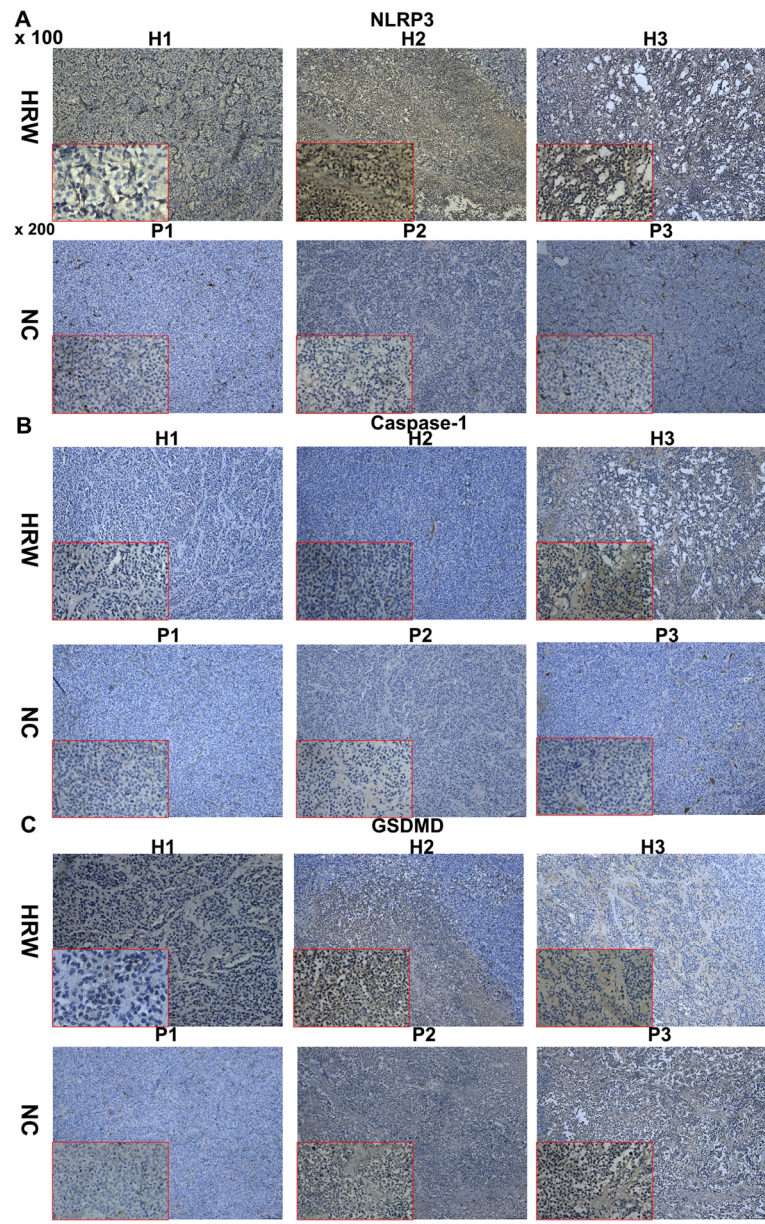 A NLRP3
x 100 H1 H2 H3
HRW
x 200 P1 P2 P3
NC
B Caspase-1
H1 H2 H3
HRW
P1 P2 P3
NC
C GSDMD
H1 H2 H3
HRW
P1 P2 P3
NC